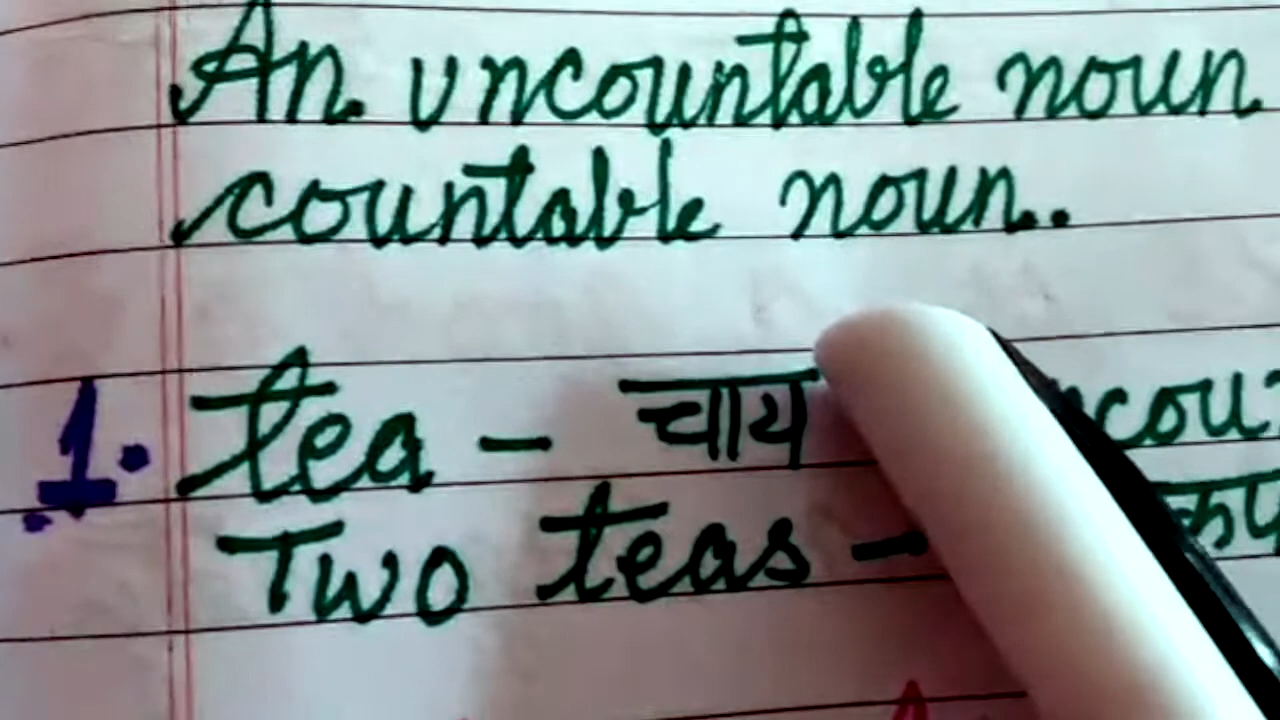 An uncountable noun
countable noun..
1. tea - चाय
Two teas -